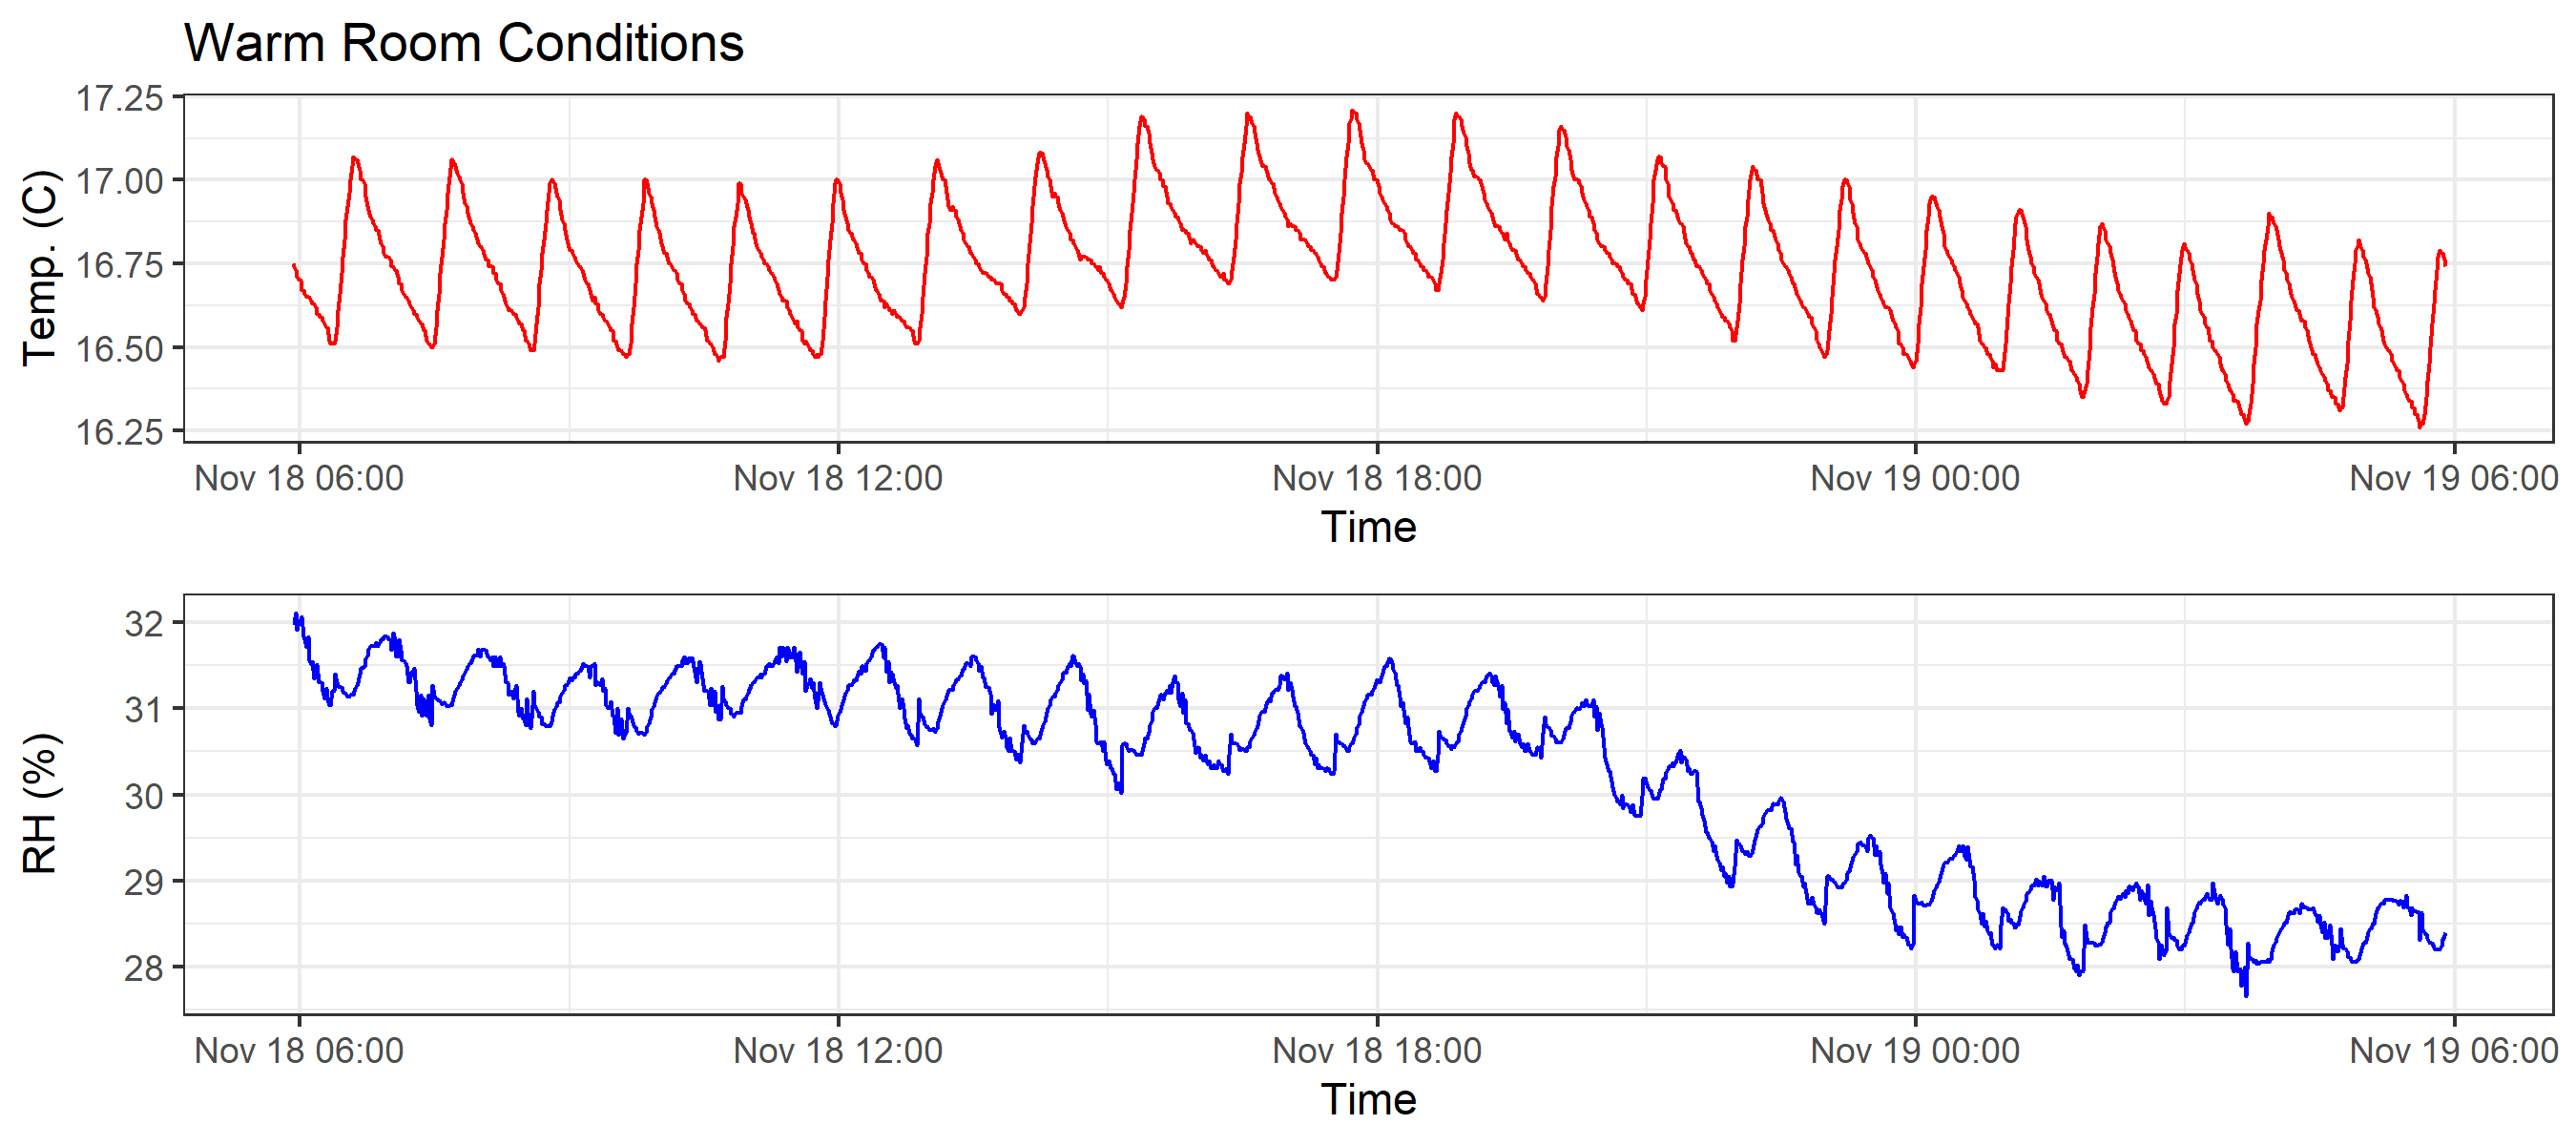 Warm Room Conditions
Temp. (C)
17.25
17.00
16.75
16.50
16.25
Nov 18 06:00 Nov 18 12:00 Nov 18 18:00 Nov 19 00:00 Nov 19 06:00
Time
RH (%)
32
31
30
29
28
Nov 18 06:00 Nov 18 12:00 Nov 18 18:00 Nov 19 00:00 Nov 19 06:00
Time